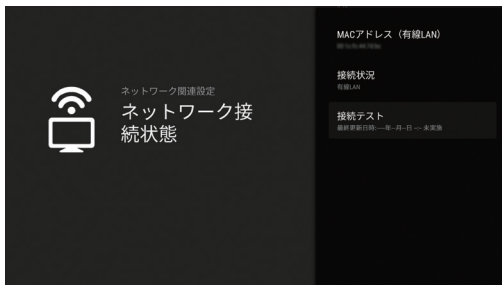 MACアドレス（有線LAN）
接続状況
有線LAN
ネットワーク関連設定
ネットワーク接
続状態
接続テスト
最終更新日時:---年--月--日 --> 未実施